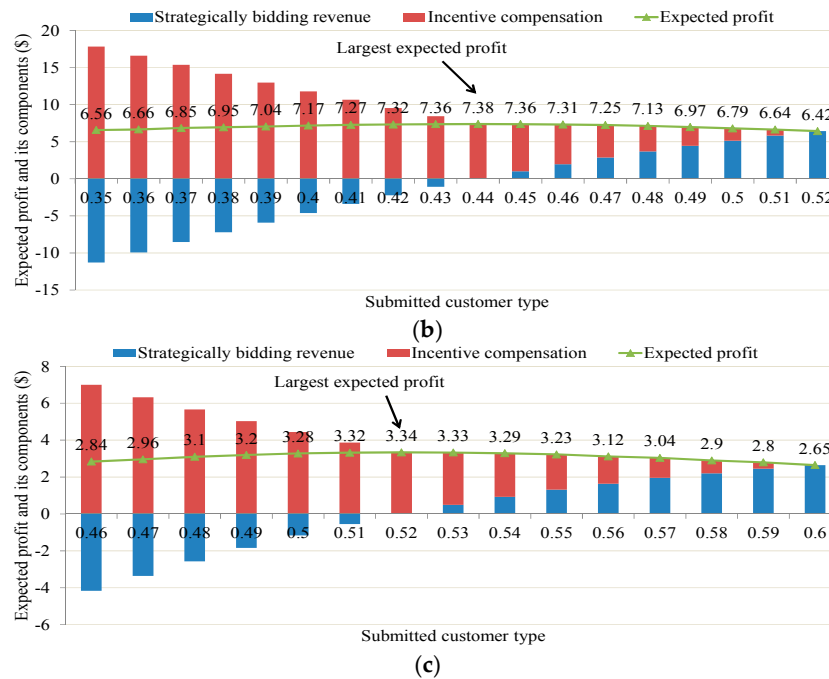 Strategically bidding revenue Incentive compensation Expected profit
20
15
10
5
0
-5
-10
-15
Expected profit and its components ($)
Largest expected profit
6.56 6.66 6.85 6.95 7.04 7.17 7.27 7.32 7.36 7.38 7.36 7.31 7.25 7.13 6.97 6.79 6.64 6.42
0.35 0.36 0.37 0.38 0.39 0.4 0.41 0.42 0.43 0.44 0.45 0.46 0.47 0.48 0.49 0.5 0.51 0.52
Submitted customer type
(b)
Strategically bidding revenue Incentive compensation Expected profit
8
6
4
2
0
-2
-4
-6
Expected profit and its components ($)
Largest expected profit
2.84 2.96 3.1 3.2 3.28 3.32 3.34 3.33 3.29 3.23 3.12 3.04 2.9 2.8 2.65
0.46 0.47 0.48 0.49 0.5 0.51 0.52 0.53 0.54 0.55 0.56 0.57 0.58 0.59 0.6
Submitted customer type
(c)